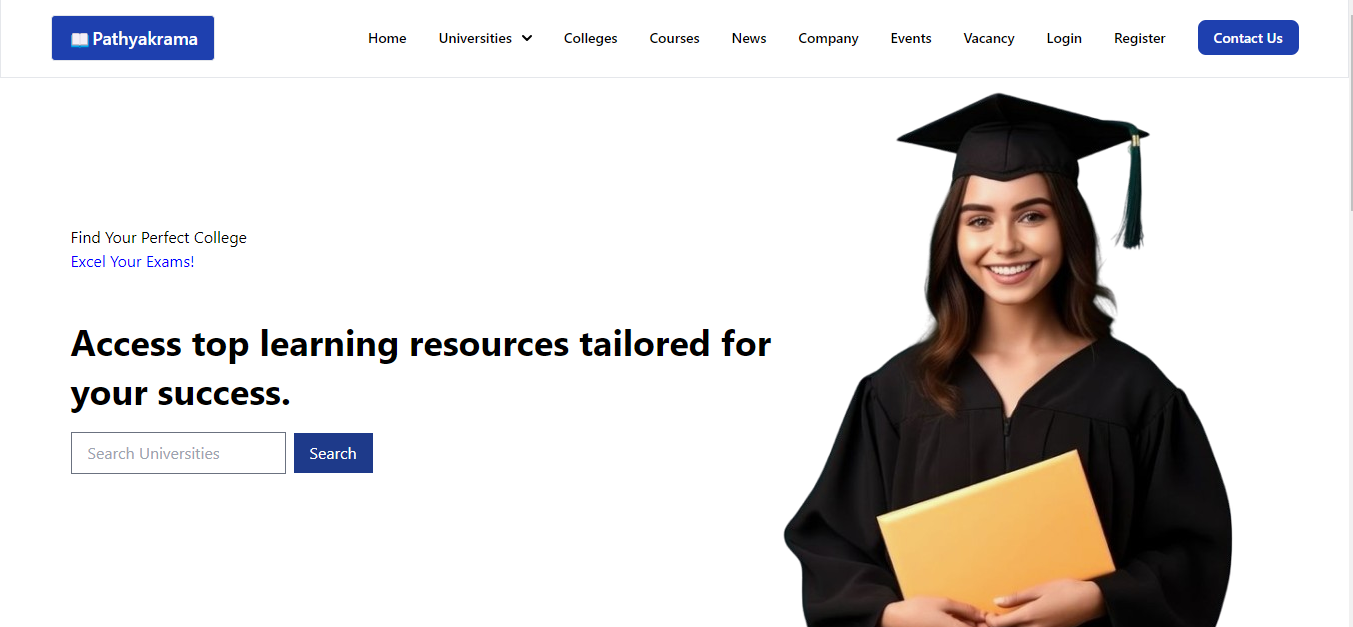 📖 Pathyakrama
Home Universities Colleges Courses News Company Events Vacancy Login Register Contact Us
Find Your Perfect College
Excel Your Exams!
Access top learning resources tailored for
your success.
Search Universities Search